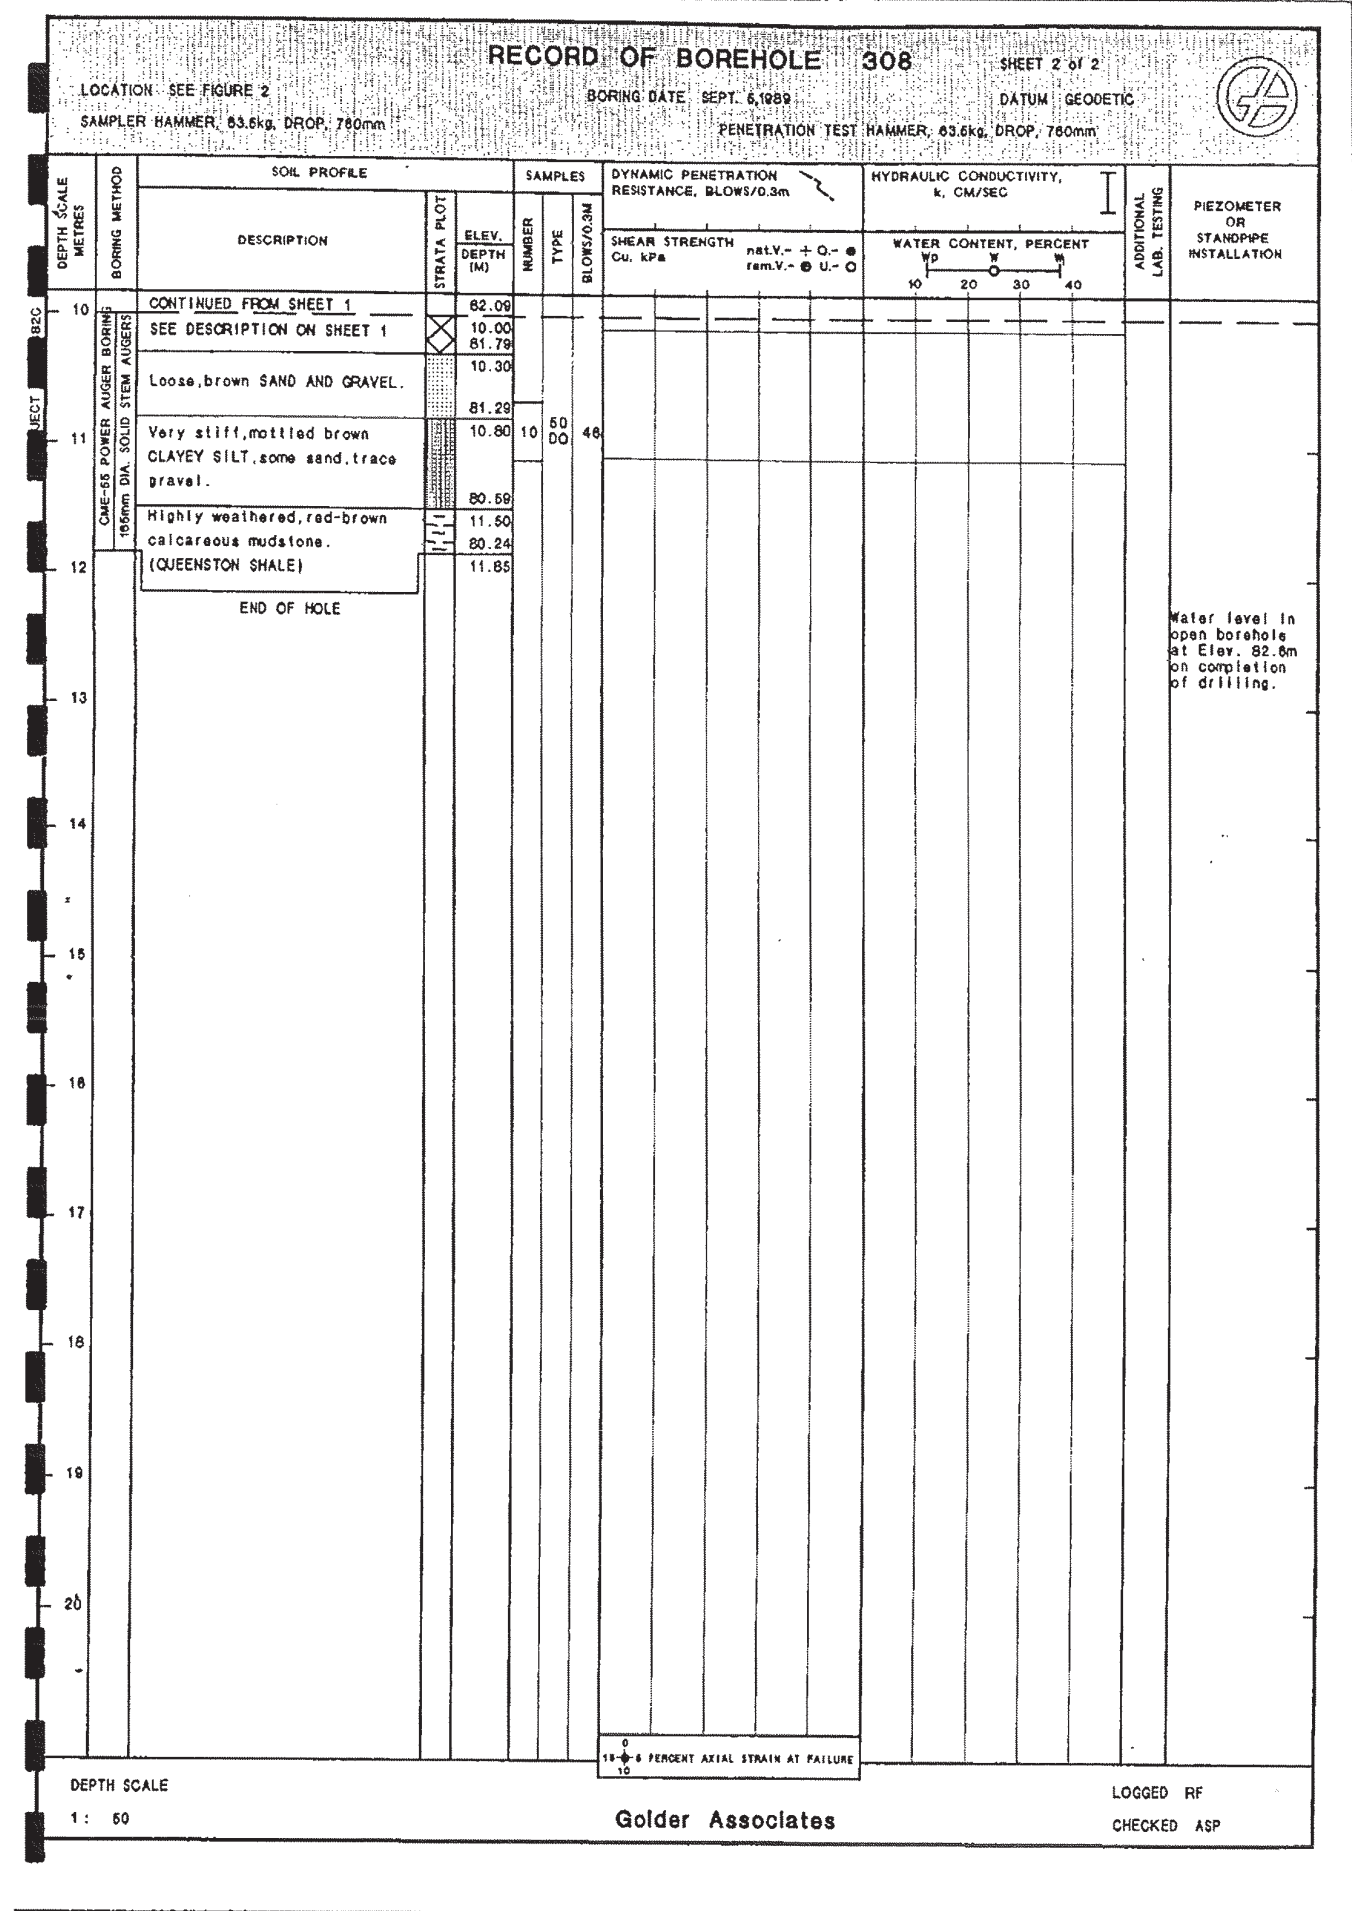 RECORD OF BOREHOLE 308
SHEET 2 of 2
LOCATION SEE FIGURE 2
BORING DATE SEPT. 5,1989
DATUM GEODETIC
SAMPLER HAMMER, 63.5kg, DROP, 760mm
PENETRATION TEST HAMMER, 63.5kg, DROP, 760mm
DEPTH SCALE
METRES
BORING METHOD
SOIL PROFILE
DESCRIPTION
STRATA PLOT
ELEV.
DEPTH
(M)
SAMPLES
NUMBER
TYPE
BLOWS/0.3M
DYNAMIC PENETRATION
RESISTANCE, BLOWS/0.3m
SHEAR STRENGTH
Cu, kPa
nat.V.- + Q.- ●
rem.V.- ⊕ U.- O
HYDRAULIC CONDUCTIVITY,
k, CM/SEC
WATER CONTENT, PERCENT
Wp W Wl
10 20 30 40
ADDITIONAL
LAB. TESTING
PIEZOMETER
OR
STANDPIPE
INSTALLATION
82C
JECT
CME-55 POWER AUGER BORING
165mm DIA. SOLID STEM AUGERS
10
CONTINUED FROM SHEET 1
82.09
SEE DESCRIPTION ON SHEET 1
10.00
81.79
10.30
Loose,brown SAND AND GRAVEL.
81.29
11
Very stiff,mottled brown
CLAYEY SILT,some sand,trace
gravel.
10.80
10
50
DO
46
80.59
Highly weathered,red-brown
calcareous mudstone.
(QUEENSTON SHALE)
11.50
80.24
11.85
12
END OF HOLE
Water level in
open borehole
at Elev. 82.6m
on completion
of drilling.
13
14
15
16
17
18
19
20
0
15 5 PERCENT AXIAL STRAIN AT FAILURE
10
DEPTH SCALE
1 : 50
Golder Associates
LOGGED RF
CHECKED ASP